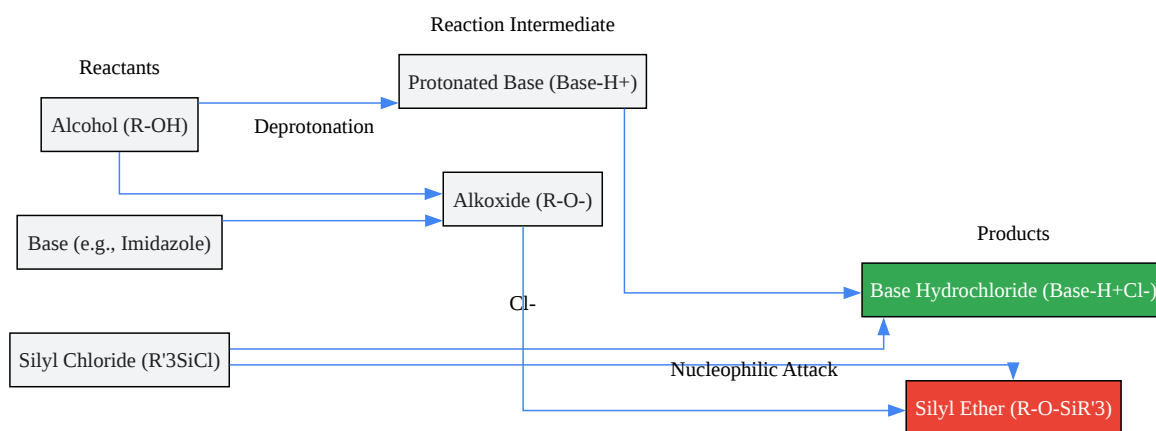 Reaction Intermediate
Reactants
Protonated Base (Base-H+)
Alcohol (R-OH)
Deprotonation
Alkoxide (R-O-)
Base (e.g., Imidazole)
Products
Base Hydrochloride (Base-H+Cl-)
Cl-
Silyl Chloride (R'3SiCl)
Nucleophilic Attack
Silyl Ether (R-O-SiR'3)